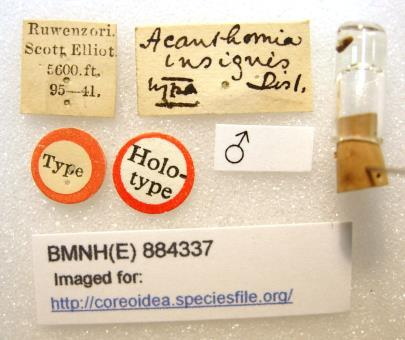 Ruwenzori.
Scott Elliot.
5600.ft.
95—41.
Acanthomia
insignis
type Dist.
Type
Holo-
type
♂
BMNH(E) 884337
Imaged for:
http://coreoidea.speciesfile.org/